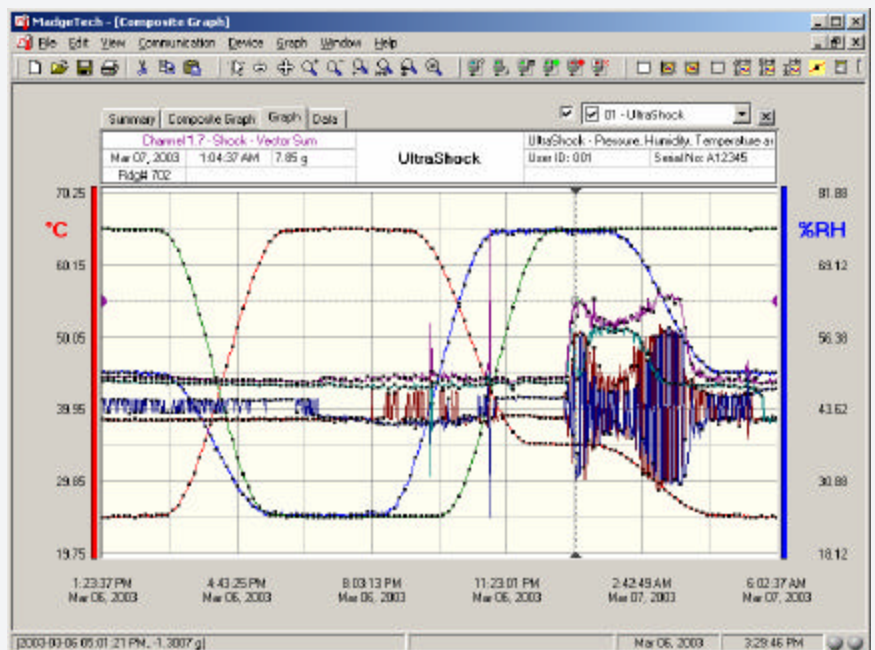 MadgeTech - [Composite Graph]
File Edit View Communication Device Graph Window Help
Summary Composite Graph Graph Data 01 - UltraShock
Channel 1.7 - Shock - Vector Sum
Mar 07, 2003 1:04:37 AM 7.85 g
Rdg# 702
UltraShock
UltraShock - Pressure, Humidity, Temperature a
User ID: 001 Serial No: A12345
70.25 81.88
°C %RH
60.15 69.12
50.05 56.38
39.95 43.62
29.85 30.88
19.75 18.12
1:23:37 PM 4:43:25 PM 8:03:13 PM 11:23:01 PM 2:42:49 AM 6:02:37 AM
Mar 06, 2003 Mar 06, 2003 Mar 06, 2003 Mar 06, 2003 Mar 07, 2003 Mar 07, 2003
[2003-03-06 05:01:21 PM, -1.3807 g] Mar 06, 2003 3:29:46 PM